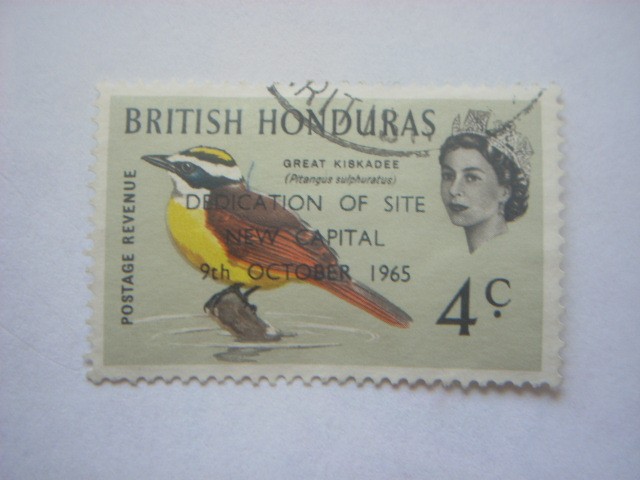 BRITISH HONDURAS
GREAT KISKADEE
(Pitangus sulphuratus)
DEDICATION OF SITE
NEW CAPITAL
9th OCTOBER 1965
POSTAGE REVENUE
4c